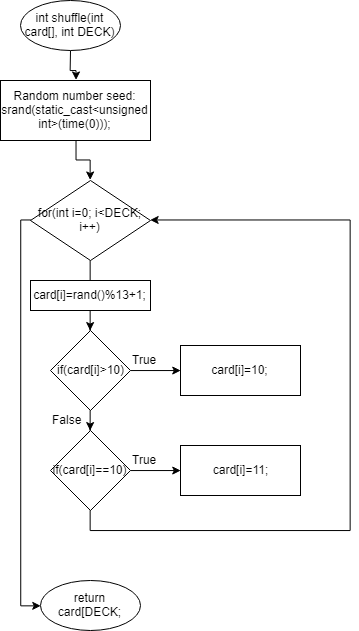 int shuffle(int
card[], int DECK)
Random number seed:
srand(static_cast<unsigned
int>(time(0)));
for(int i=0; i<DECK;
i++)
card[i]=rand()%13+1;
if(card[i]>10)
True
card[i]=10;
False
if(card[i]==10)
True
card[i]=11;
return
card[DECK;